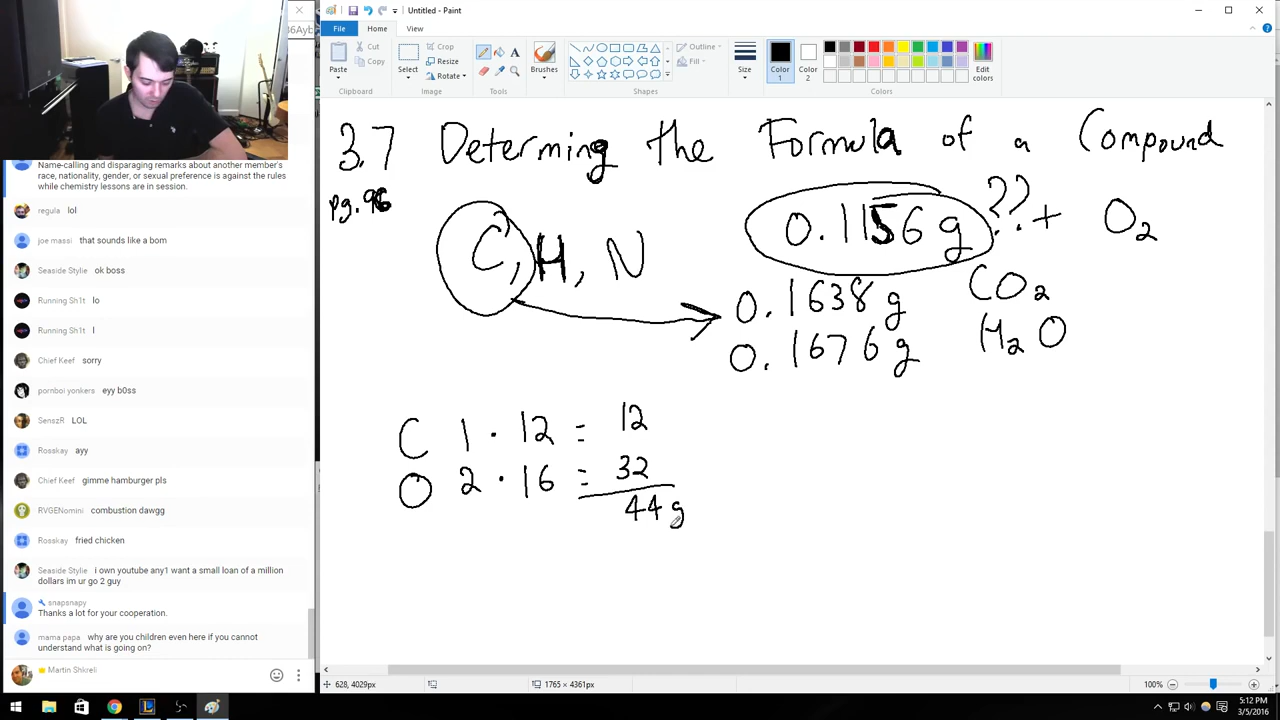 36Ayb
Untitled - Paint
File Home View
Cut
Copy
Paste
Clipboard
Crop
Resize
Rotate
Select
Image
Tools
Brushes
Outline
Fill
Shapes
Size
Color 1
Color 2
Edit colors
Colors
3.7 Determing the Formula of a Compound
pg. 96
C, H, N
0.1156 g ?? + O2
0.1638 g CO2
0.1676 g H2O
C 1 · 12 = 12
O 2 · 16 = 32
44 g
Name-calling and disparaging remarks about another member's
race, nationality, gender, or sexual preference is against the rules
while chemistry lessons are in session.
regula lol
joe massi that sounds like a bom
Seaside Stylie ok boss
Running Sh1t lo
Running Sh1t l
Chief Keef sorry
pornboi yonkers eyy b0ss
SenszR LOL
Rosskay ayy
Chief Keef gimme hamburger pls
RVGENomini combustion dawgg
Rosskay fried chicken
Seaside Stylie i own youtube any1 want a small loan of a million
dollars im ur go 2 guy
snapsnapy
Thanks a lot for your cooperation.
mama papa why are you children even here if you cannot
understand what is going on?
Martin Shkreli
628, 4029px
1765 × 4361px
100%
5:12 PM
3/5/2016